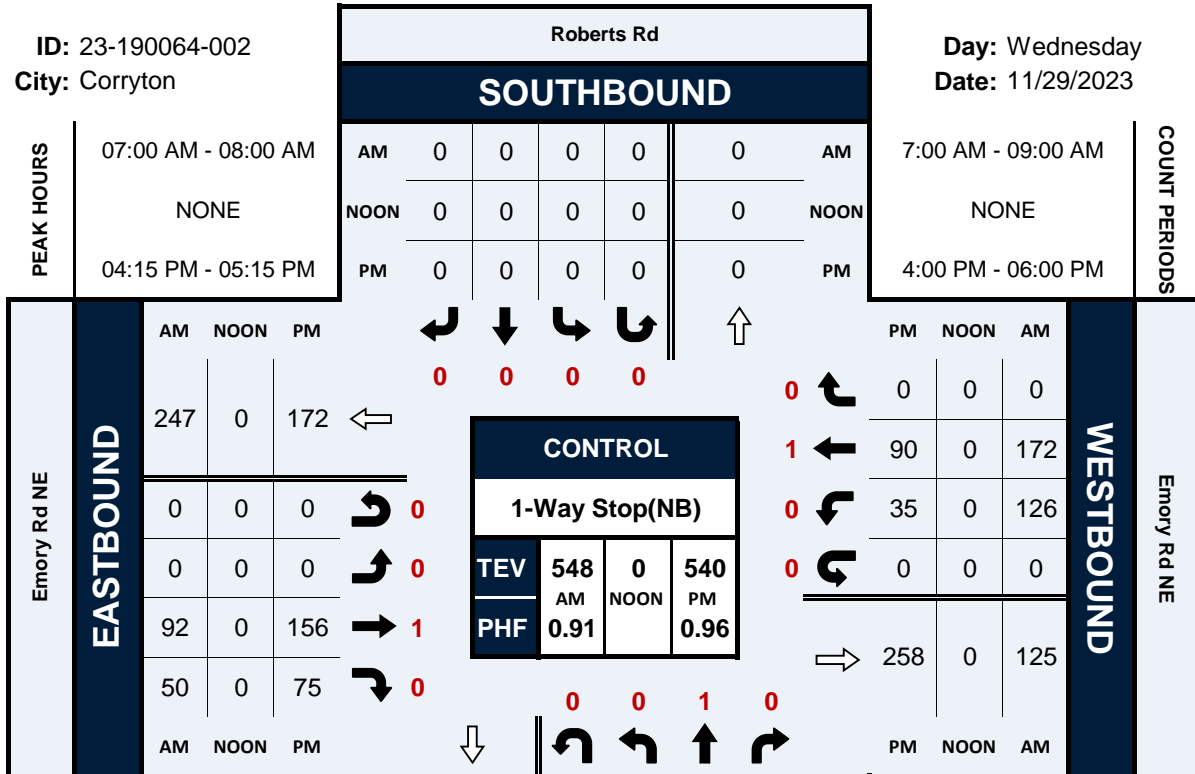 ID: 23-190064-002
City: Corryton
Roberts Rd
SOUTHBOUND
Day: Wednesday
Date: 11/29/2023
PEAK HOURS
07:00 AM - 08:00 AM
NONE
04:15 PM - 05:15 PM
AM 0 0 0 0 0 AM
NOON 0 0 0 0 0 NOON
PM 0 0 0 0 0 PM
7:00 AM - 09:00 AM
NONE
4:00 PM - 06:00 PM
COUNT PERIODS
0 0 0 0
Emory Rd NE
EASTBOUND
AM NOON PM
247 0 172
0 0 0 0
0 0 0 0
92 0 156 1
50 0 75 0
AM NOON PM
CONTROL
1-Way Stop(NB)
TEV 548 0 540
AM NOON PM
PHF 0.91 0.96
PM NOON AM
0 0 0 0
1 90 0 172
0 35 0 126
0 0 0 0
258 0 125
PM NOON AM
WESTBOUND
Emory Rd NE
0 0 1 0